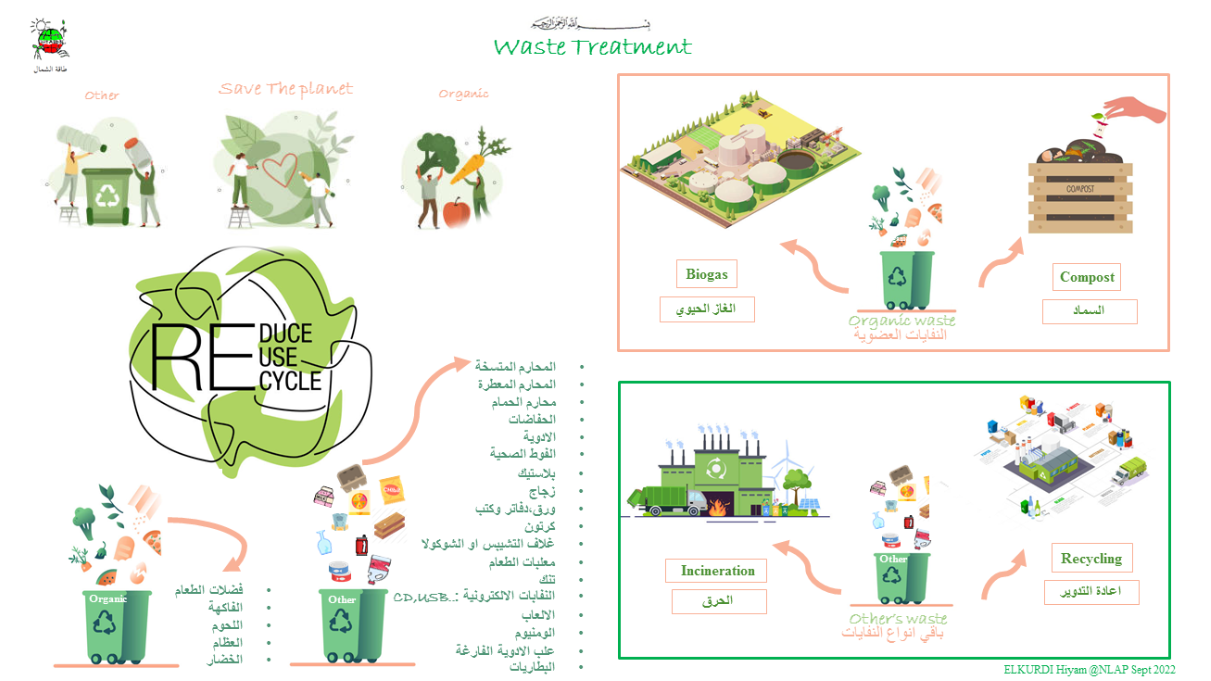 بسم الله الرحمن الرحيم
Waste Treatment
طاقة الشمال
Other
Save The planet
Organic
REDUCE
REUSE
RECYCLE
المحارم المتسخة
المحارم المعطرة
محارم الحمام
الحفاضات
الادوية
الفوط الصحية
بلاستيك
زجاج
ورق،دفاتر وكتب
كرتون
غلاف التشيبس او الشوكولا
معلبات الطعام
تنك
النفايات الالكترونية :..CD,USB
الالعاب
الومنيوم
علب الادوية الفارغة
البطاريات
Organic
فضلات الطعام
الفاكهة
اللحوم
العظام
الخضار
Other
COMPOST
Biogas
الغاز الحيوي
Compost
السماد
Organic waste
النفايات العضوية
Incineration
الحرق
Other
Recycling
اعادة التدوير
Other's waste
باقي انواع النفايات
ELKURDI Hiyam @NLAP Sept 2022